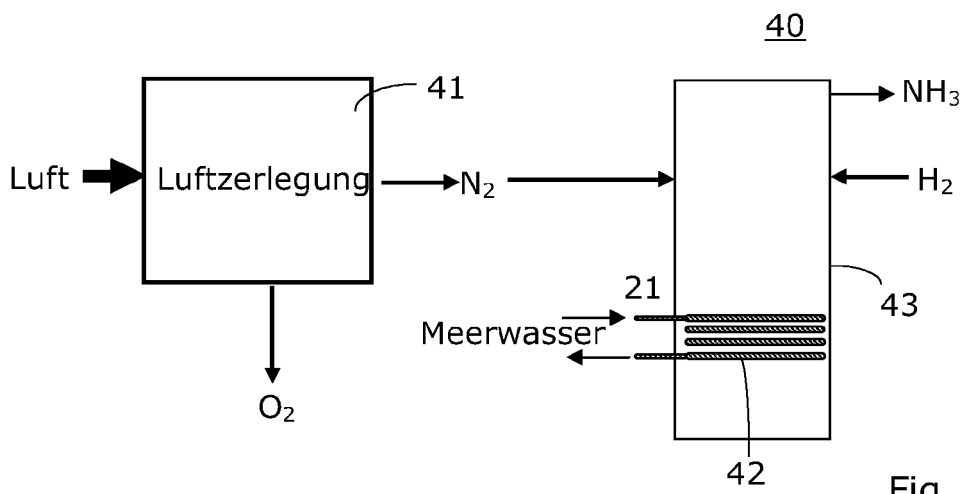 40
41
NH₃
Luft
Luftzerlegung
N₂
H₂
21
43
Meerwasser
O₂
42
Fig